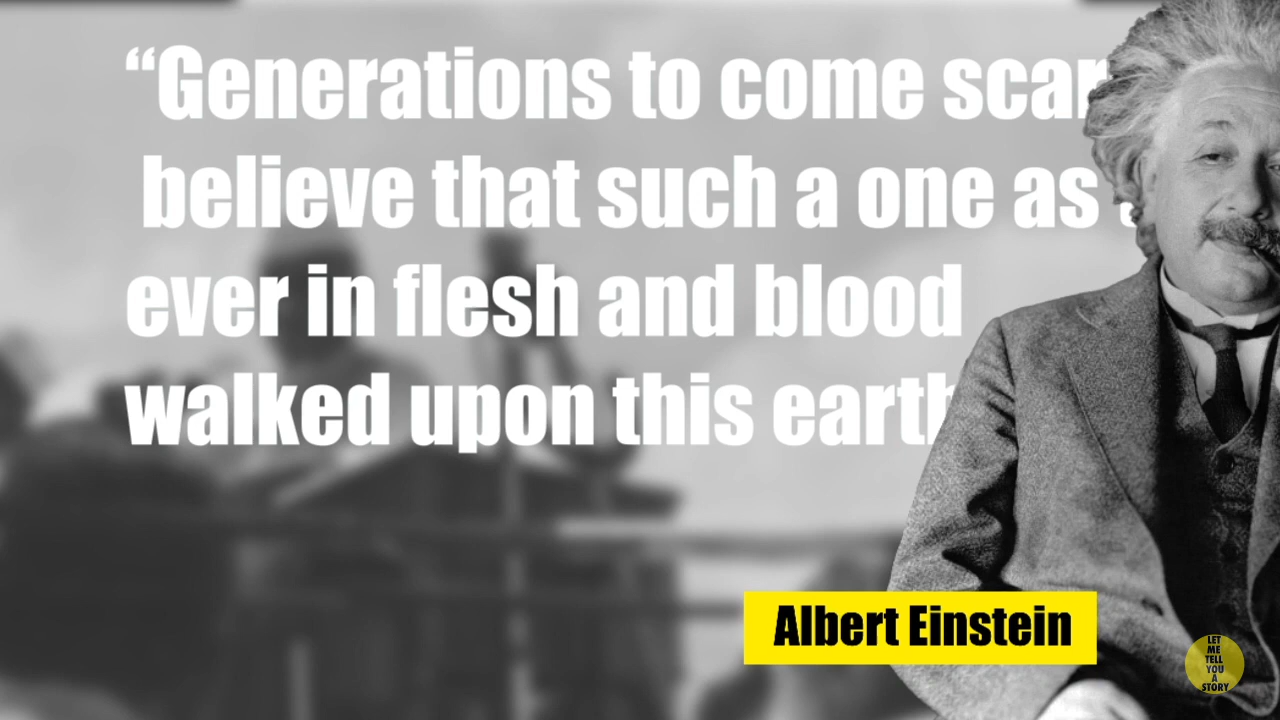 “Generations to come scar
believe that such a one as
ever in flesh and blood
walked upon this earth
Albert Einstein
LET
ME
TELL
YOU
A
STORY